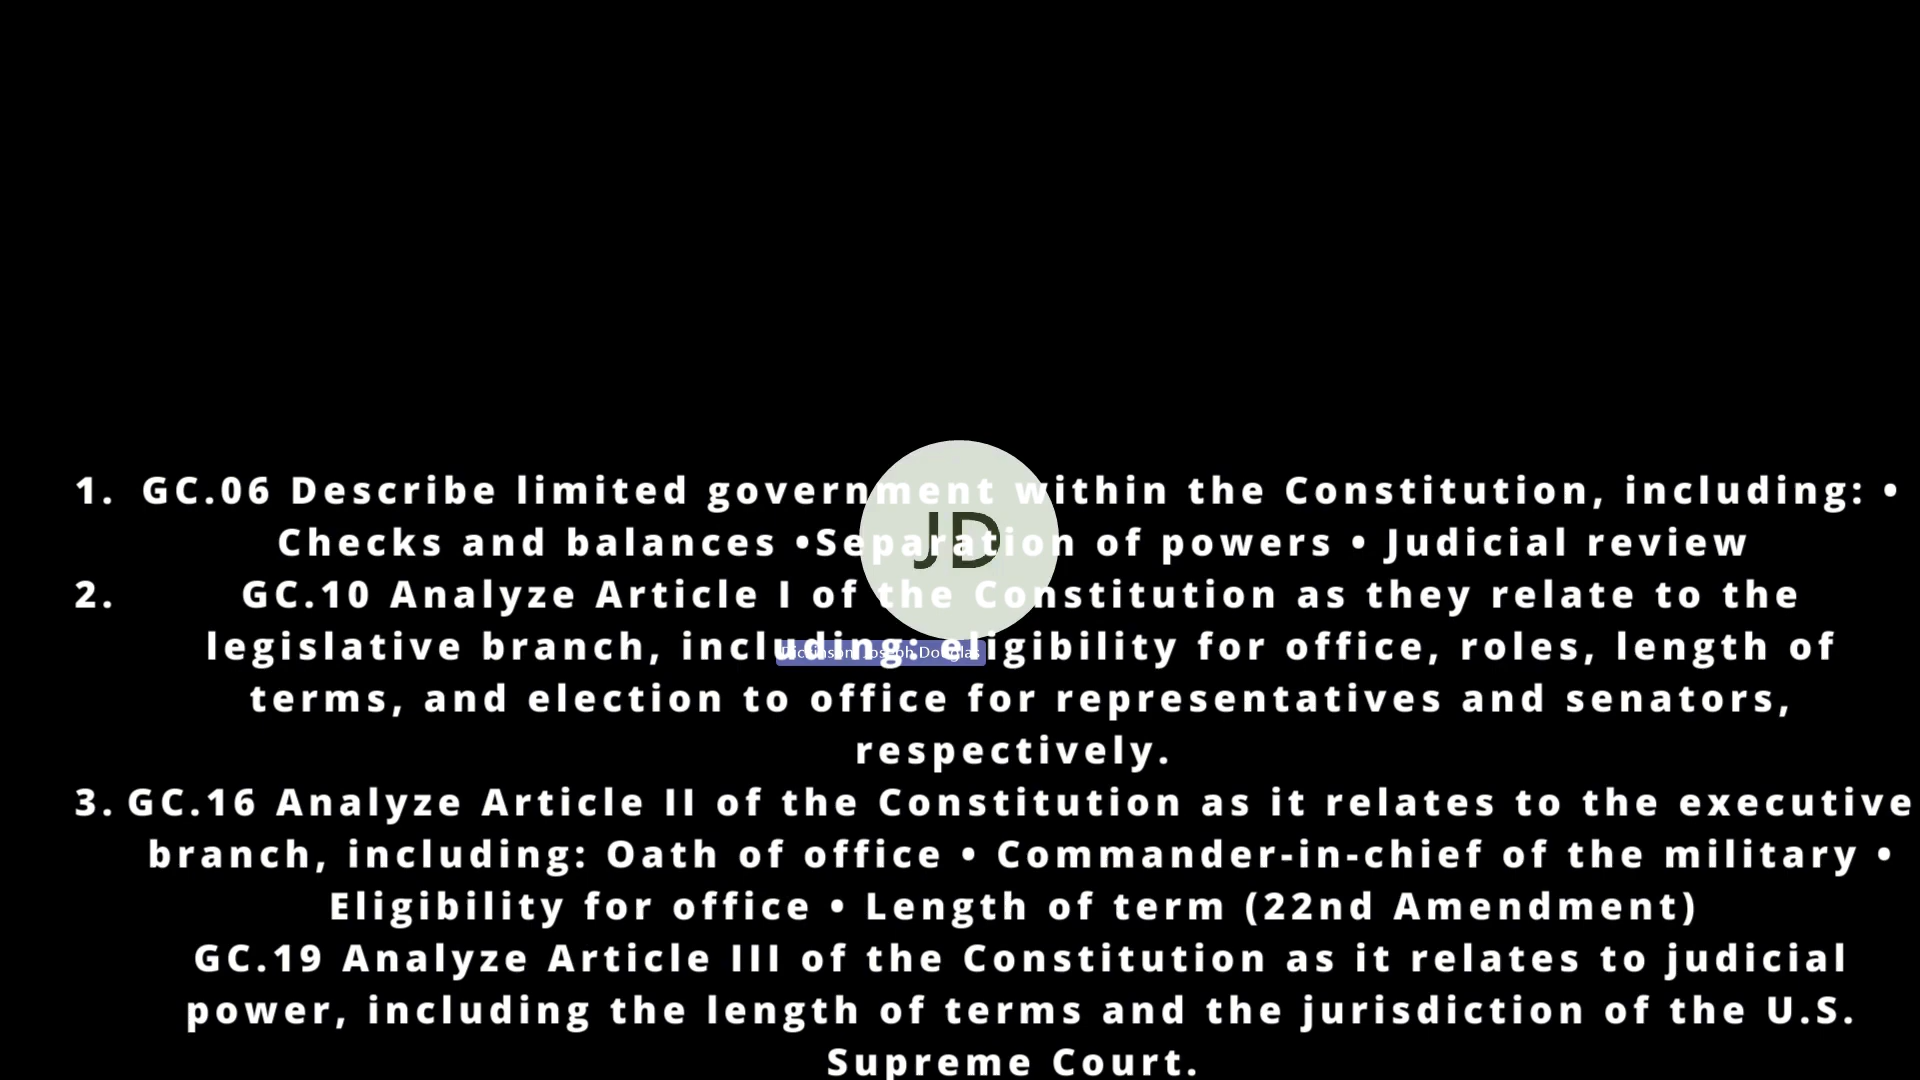 1. GC.06 Describe limited government within the Constitution, including: •
Checks and balances •Separation of powers • Judicial review
JD
2. GC.10 Analyze Article I of the Constitution as they relate to the
legislative branch, including: eligibility for office, roles, length of
Dickinson, Joseph Douglas
terms, and election to office for representatives and senators,
respectively.
3. GC.16 Analyze Article II of the Constitution as it relates to the executive
branch, including: Oath of office • Commander-in-chief of the military •
Eligibility for office • Length of term (22nd Amendment)
GC.19 Analyze Article III of the Constitution as it relates to judicial
power, including the length of terms and the jurisdiction of the U.S.
Supreme Court.